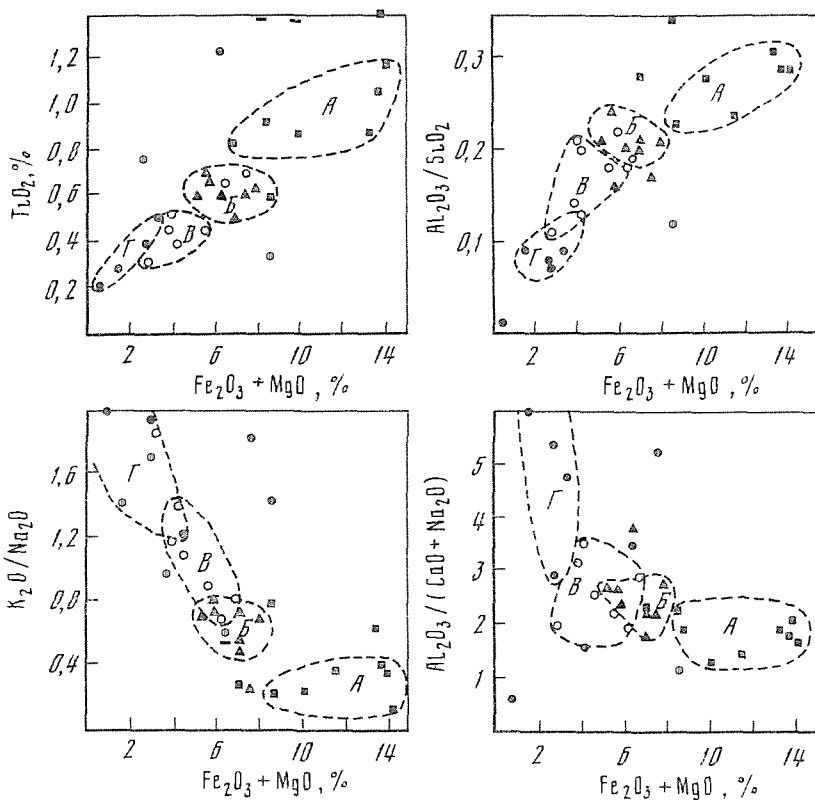 TiO₂, %
1,2
1,0
0,8
0,6
0,4
0,2
А
Б
В
Г
2 6 10 14
Fe₂O₃ + MgO , %
Al₂O₃ / SiO₂
0,3
0,2
0,1
А
Б
В
Г
2 6 10 14
Fe₂O₃ + MgO , %
K₂O/Na₂O
1,6
1,2
0,8
0,4
Г
В
Б
А
2 6 10 14
Fe₂O₃ + MgO , %
Al₂O₃ / (CaO + Na₂O)
5
4
3
2
1
Г
В
Б
А
2 6 10 14
Fe₂O₃ + MgO , %